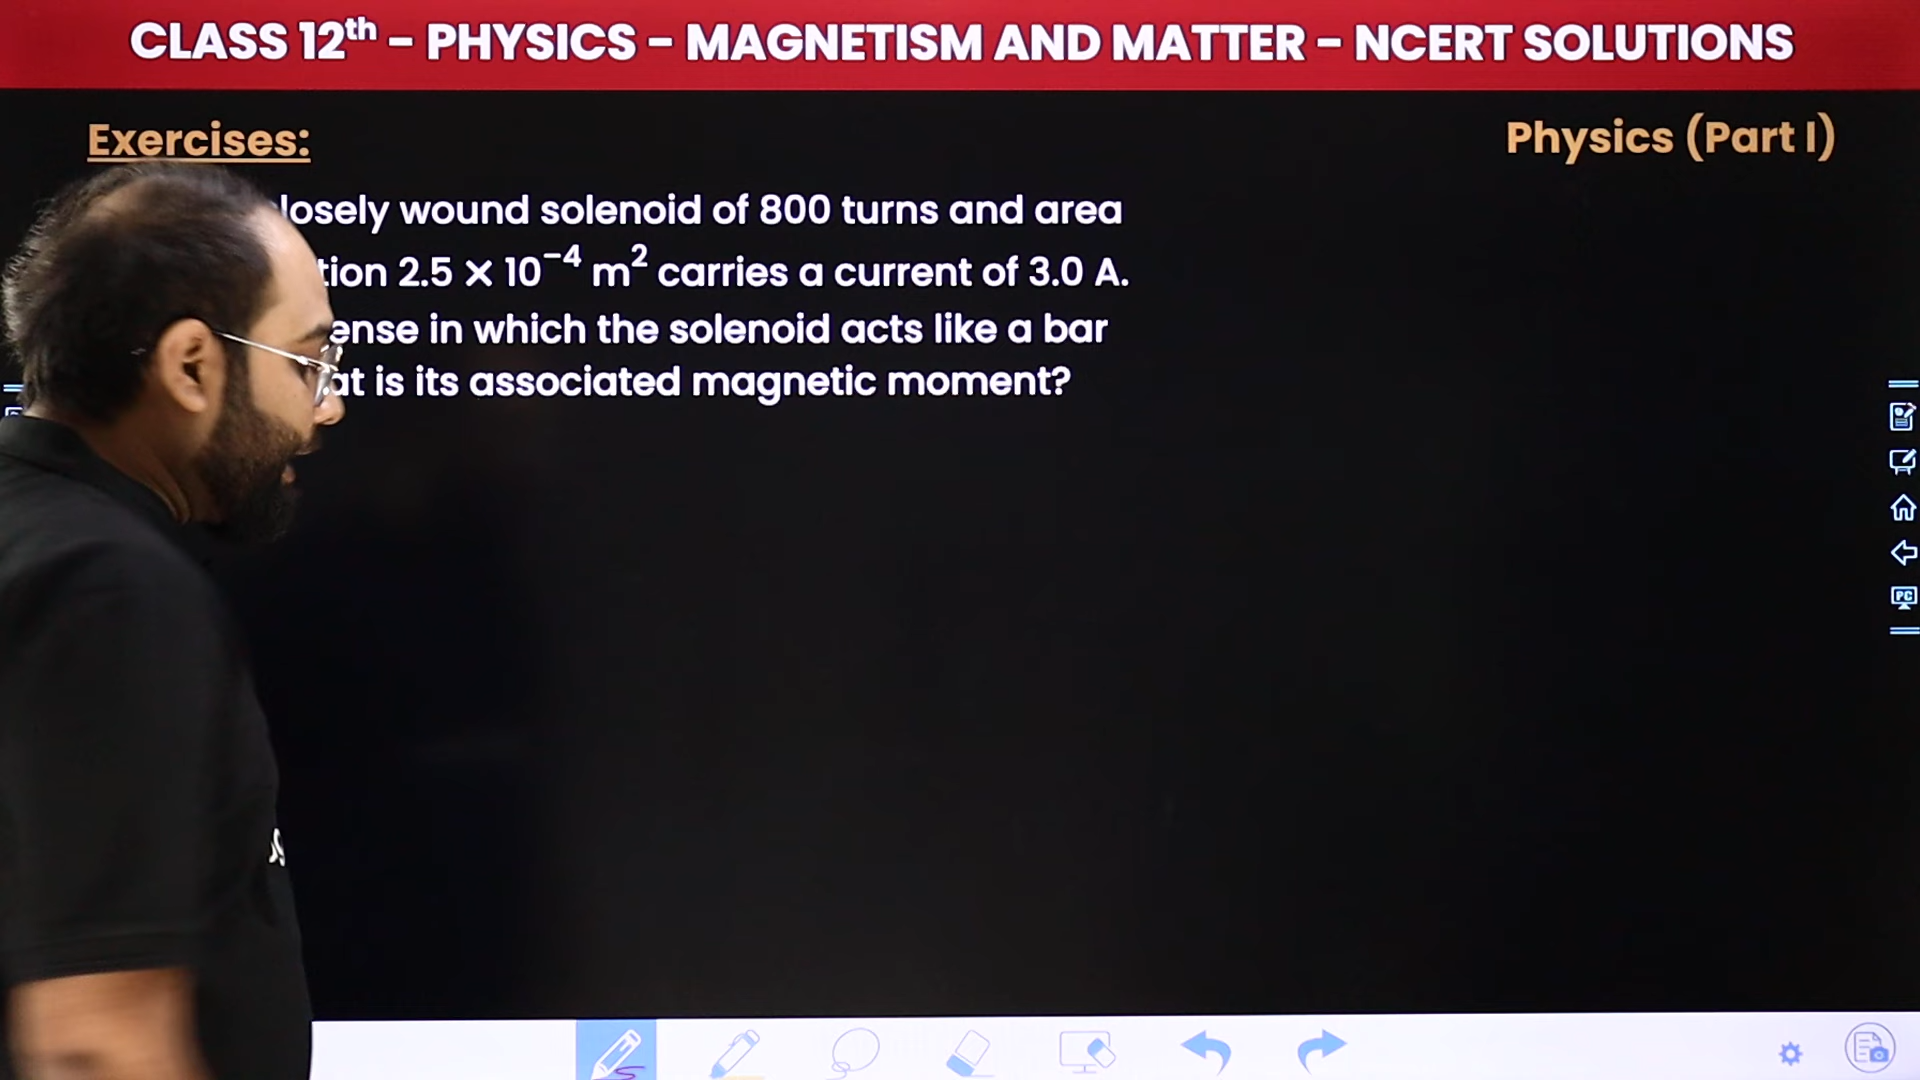 CLASS 12th - PHYSICS - MAGNETISM AND MATTER - NCERT SOLUTIONS
Exercises:
Physics (Part I)
losely wound solenoid of 800 turns and area
tion 2.5 × 10⁻⁴ m² carries a current of 3.0 A.
ense in which the solenoid acts like a bar
at is its associated magnetic moment?
PC